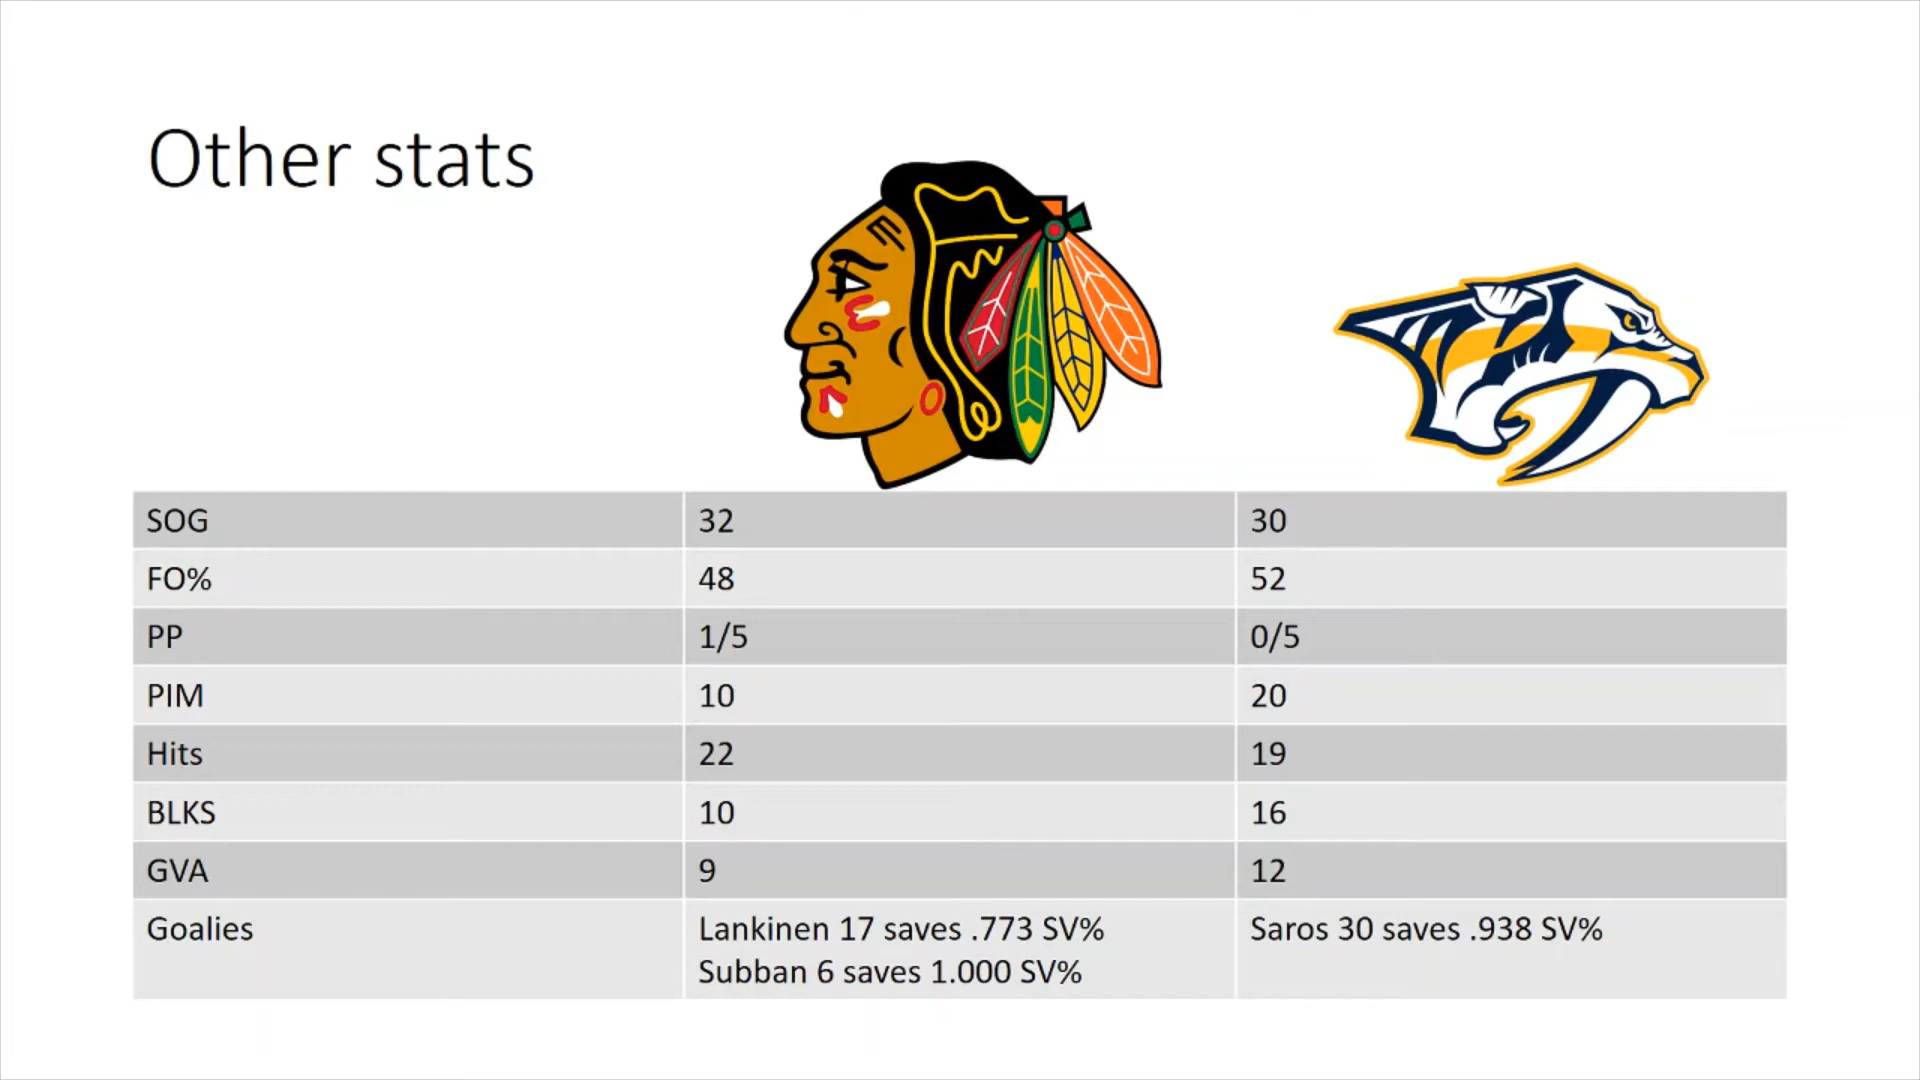 Other stats
SOG 32 30
FO% 48 52
PP 1/5 0/5
PIM 10 20
Hits 22 19
BLKS 10 16
GVA 9 12
Goalies Lankinen 17 saves .773 SV% Saros 30 saves .938 SV%
Subban 6 saves 1.000 SV%